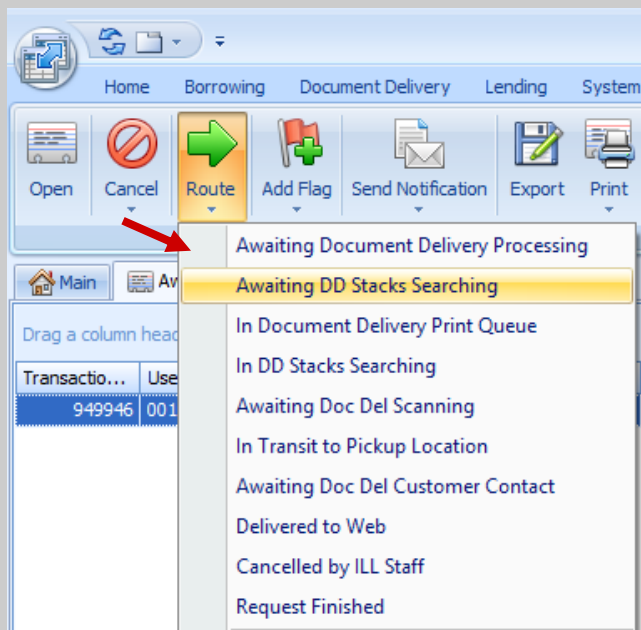 Home Borrowing Document Delivery Lending System
Open Cancel Route Add Flag Send Notification Export Print
Awaiting Document Delivery Processing
Main Aw
Awaiting DD Stacks Searching
Drag a column head
In Document Delivery Print Queue
Transactio... Use
In DD Stacks Searching
949946 001
Awaiting Doc Del Scanning
In Transit to Pickup Location
Awaiting Doc Del Customer Contact
Delivered to Web
Cancelled by ILL Staff
Request Finished